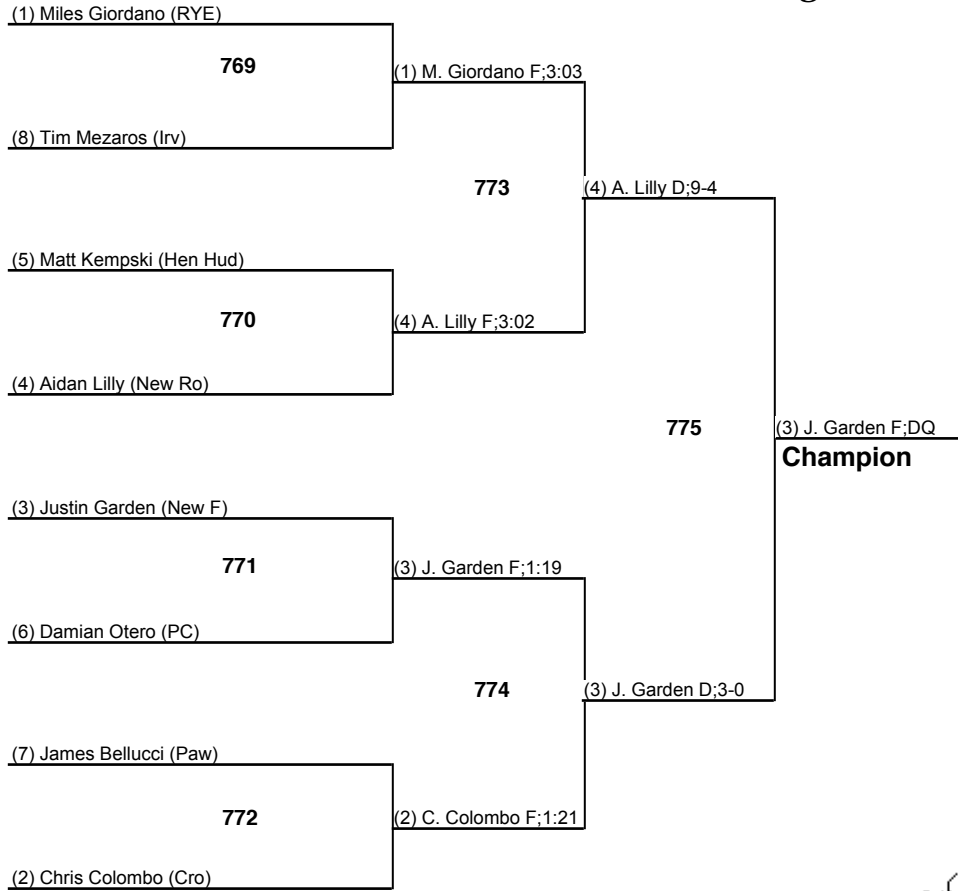 (1) Miles Giordano (RYE)
769
(1) M. Giordano F;3:03
(8) Tim Mezaros (Irv)
773
(4) A. Lilly D;9-4
(5) Matt Kempski (Hen Hud)
770
(4) A. Lilly F;3:02
(4) Aidan Lilly (New Ro)
775
(3) J. Garden F;DQ
Champion
(3) Justin Garden (New F)
771
(3) J. Garden F;1:19
(6) Damian Otero (PC)
774
(3) J. Garden D;3-0
(7) James Bellucci (Paw)
772
(2) C. Colombo F;1:21
(2) Chris Colombo (Cro)